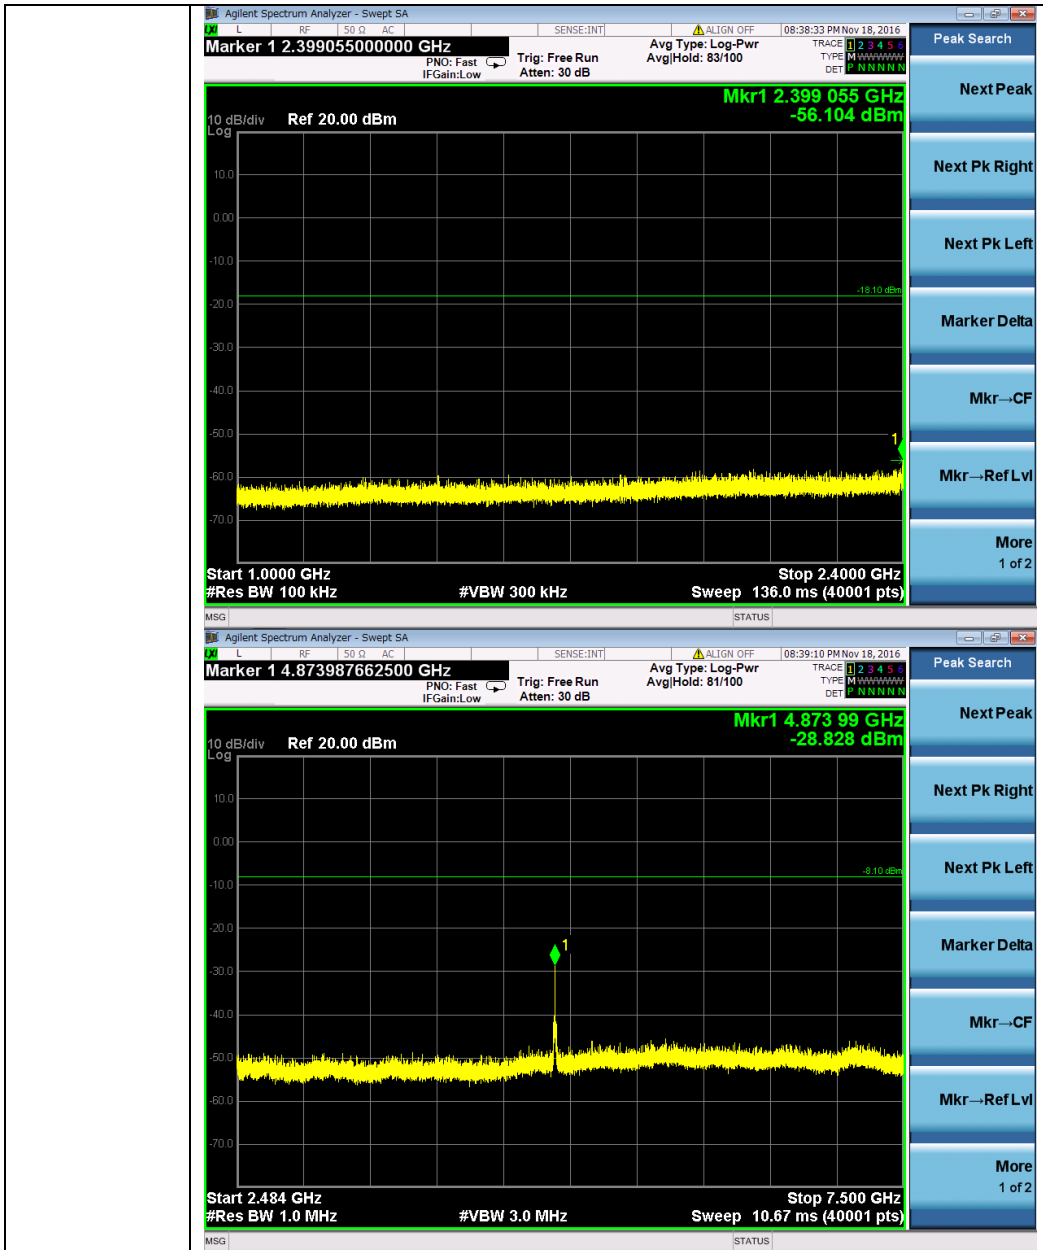 Agilent Spectrum Analyzer - Swept SA
L RF 50 Ω AC SENSE:INT ALIGN OFF 08:38:33 PM Nov 18, 2016
Marker 1 2.399055000000 GHz
PNO: Fast
IFGain:Low
Trig: Free Run
Atten: 30 dB
Avg Type: Log-Pwr
Avg|Hold: 83/100
TRACE 1 2 3 4 5 6
TYPE M WWWWW
DET P N N N N N
Mkr1 2.399 055 GHz
-56.104 dBm
10 dB/div Ref 20.00 dBm
Log
10.0
0.00
-10.0
-18.10 dBm
-20.0
-30.0
-40.0
-50.0
1
-60.0
-70.0
Start 1.0000 GHz Stop 2.4000 GHz
#Res BW 100 kHz #VBW 300 kHz Sweep 136.0 ms (40001 pts)
MSG STATUS
Peak Search
Next Peak
Next Pk Right
Next Pk Left
Marker Delta
Mkr→CF
Mkr→Ref Lvl
More
1 of 2
Agilent Spectrum Analyzer - Swept SA
L RF 50 Ω AC SENSE:INT ALIGN OFF 08:39:10 PM Nov 18, 2016
Marker 1 4.873987662500 GHz
PNO: Fast
IFGain:Low
Trig: Free Run
Atten: 30 dB
Avg Type: Log-Pwr
Avg|Hold: 81/100
TRACE 1 2 3 4 5 6
TYPE M WWWWW
DET P N N N N N
Mkr1 4.873 99 GHz
-28.828 dBm
10 dB/div Ref 20.00 dBm
Log
10.0
0.00
-8.10 dBm
-10.0
-20.0
1
-30.0
-40.0
-50.0
-60.0
-70.0
Start 2.484 GHz Stop 7.500 GHz
#Res BW 1.0 MHz #VBW 3.0 MHz Sweep 10.67 ms (40001 pts)
MSG STATUS
Peak Search
Next Peak
Next Pk Right
Next Pk Left
Marker Delta
Mkr→CF
Mkr→Ref Lvl
More
1 of 2